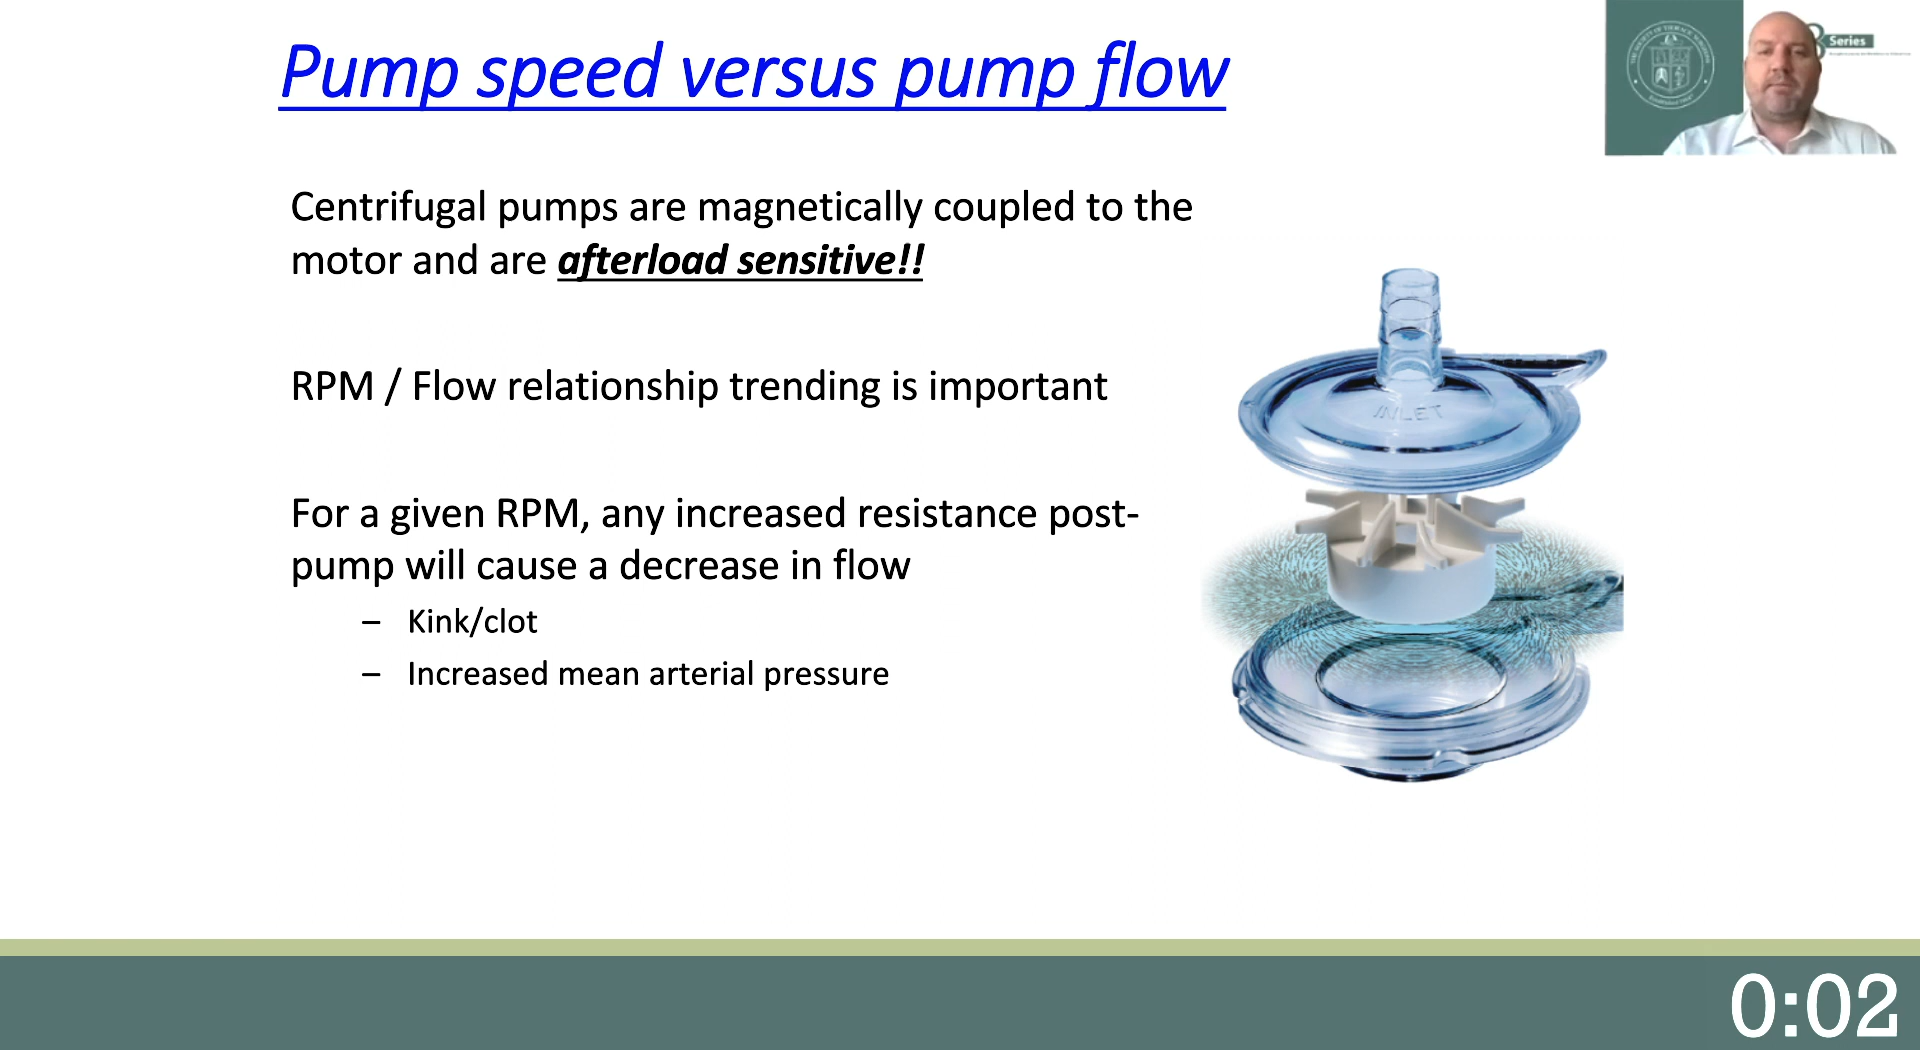 Pump speed versus pump flow
Series
Centrifugal pumps are magnetically coupled to the
motor and are afterload sensitive!!
RPM / Flow relationship trending is important
INLET
For a given RPM, any increased resistance post-
pump will cause a decrease in flow
– Kink/clot
– Increased mean arterial pressure
0:02